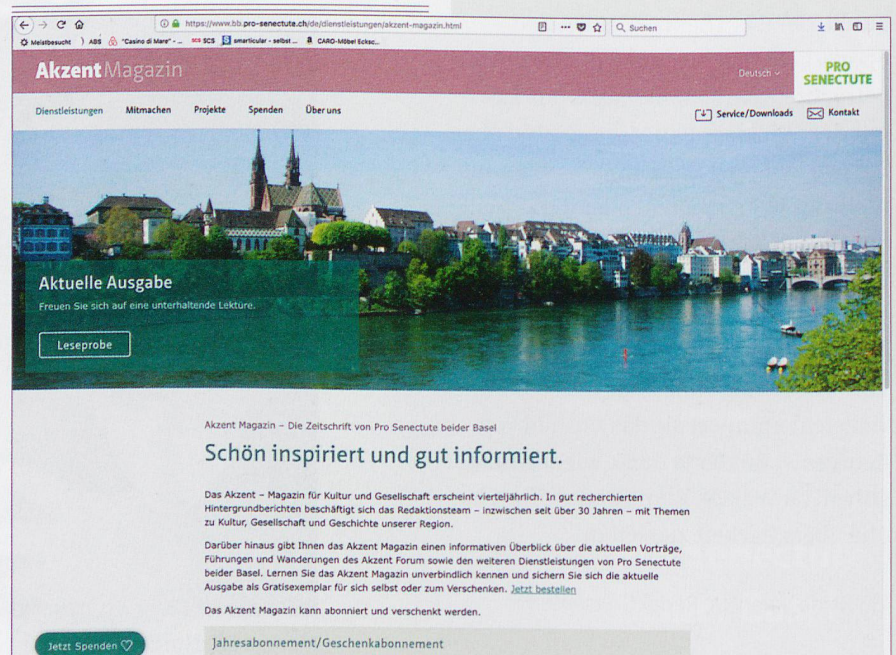 https://www.bb.pro-senectute.ch/de/dienstleistungen/akzent-magazin.html
Suchen
Meistbesucht
ABS
"Casino di Mare" - ...
SCS SCS
S smarticular - selbst ...
a CARO-Möbel Ecksc...
AkzentMagazin
Deutsch
PRO
SENECTUTE
Dienstleistungen Mitmachen Projekte Spenden Über uns
Service/Downloads Kontakt
Aktuelle Ausgabe
Freuen Sie sich auf eine unterhaltende Lektüre.
Leseprobe
Akzent Magazin – Die Zeitschrift von Pro Senectute beider Basel
Schön inspiriert und gut informiert.
Das Akzent – Magazin für Kultur und Gesellschaft erscheint vierteljährlich. In gut recherchierten
Hintergrundberichten beschäftigt sich das Redaktionsteam – inzwischen seit über 30 Jahren – mit Themen
zu Kultur, Gesellschaft und Geschichte unserer Region.
Darüber hinaus gibt Ihnen das Akzent Magazin einen informativen Überblick über die aktuellen Vorträge,
Führungen und Wanderungen des Akzent Forum sowie den weiteren Dienstleistungen von Pro Senectute
beider Basel. Lernen Sie das Akzent Magazin unverbindlich kennen und sichern Sie sich die aktuelle
Ausgabe als Gratisexemplar für sich selbst oder zum Verschenken. Jetzt bestellen
Das Akzent Magazin kann abonniert und verschenkt werden.
Jahresabonnement/Geschenkabonnement
Jetzt Spenden